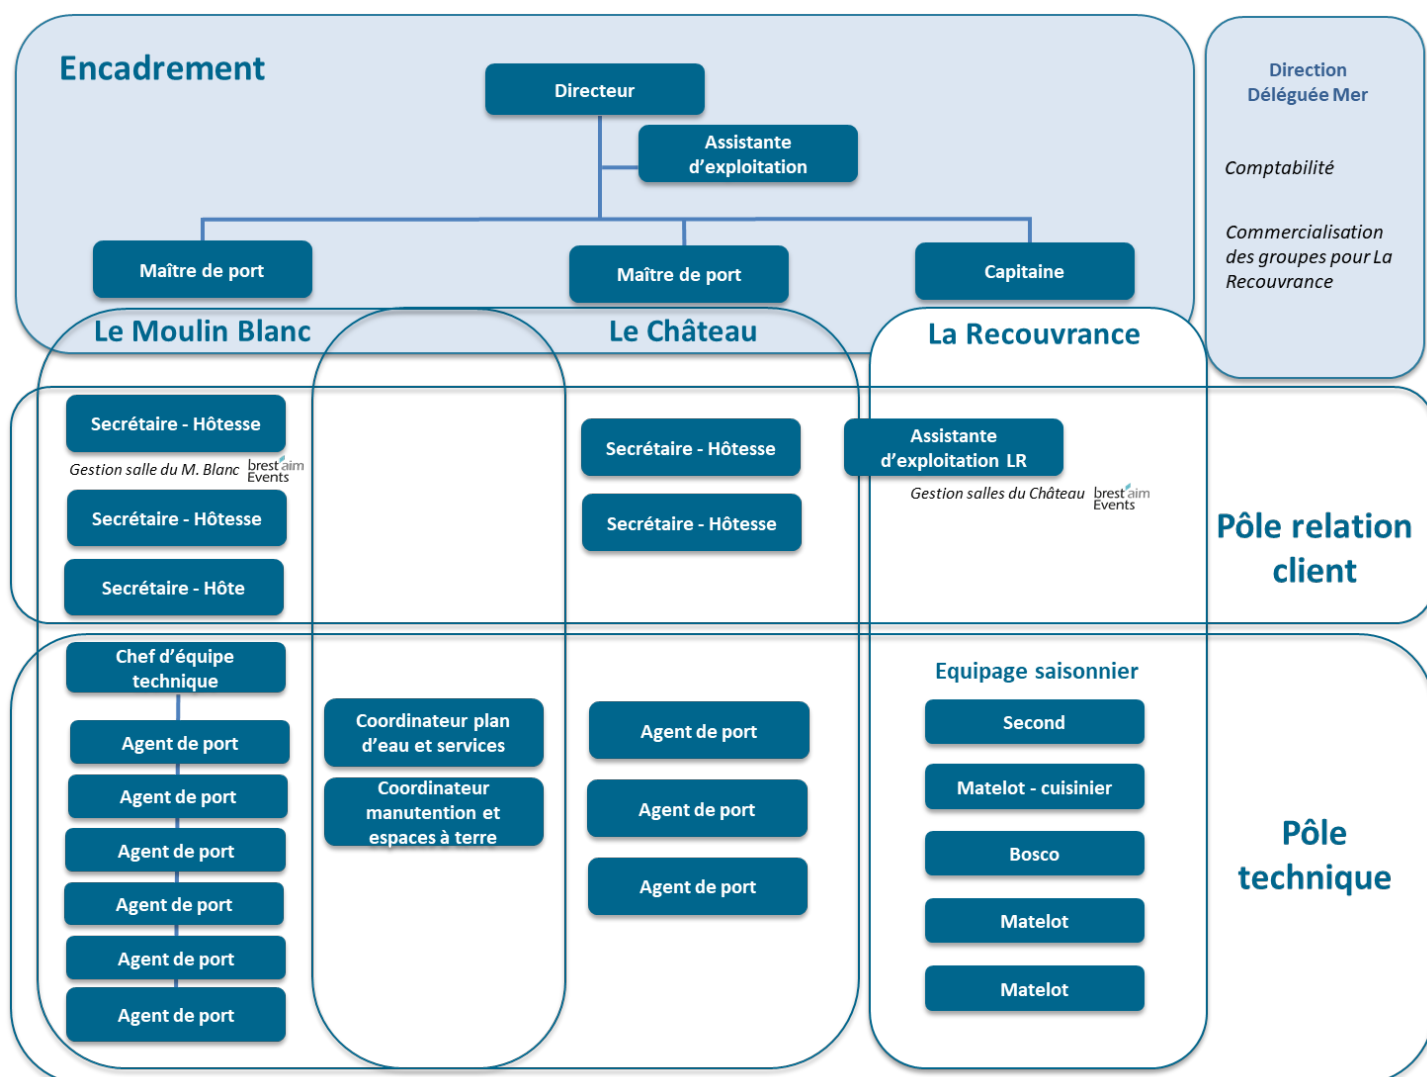 Encadrement
Directeur
Assistante
d'exploitation
Maître de port
Maître de port
Capitaine
Direction
Déléguée Mer
Comptabilité
Commercialisation
des groupes pour La
Recouvrance
Le Moulin Blanc
Le Château
La Recouvrance
Secrétaire - Hôtesse
Gestion salle du M. Blanc
brest'aim
Events
Secrétaire - Hôtesse
Secrétaire - Hôte
Secrétaire - Hôtesse
Secrétaire - Hôtesse
Assistante
d'exploitation LR
Gestion salles du Château
brest'aim
Events
Pôle relation
client
Chef d'équipe
technique
Agent de port
Agent de port
Agent de port
Agent de port
Agent de port
Agent de port
Coordinateur plan
d'eau et services
Coordinateur
manutention et
espaces à terre
Agent de port
Agent de port
Agent de port
Equipage saisonnier
Second
Matelot - cuisinier
Bosco
Matelot
Matelot
Pôle
technique